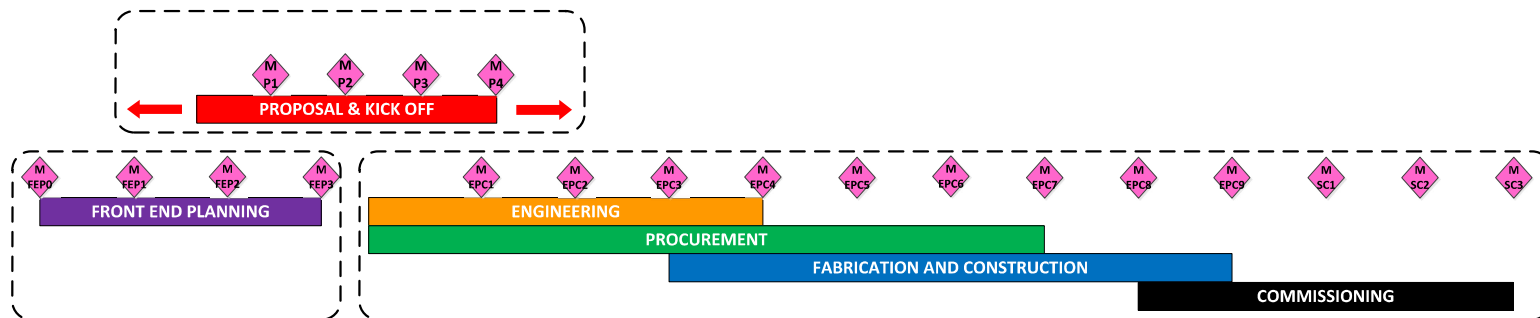 M
P1
M
P2
M
P3
M
P4
PROPOSAL & KICK OFF
M
FEP0
M
FEP1
M
FEP2
M
FEP3
M
EPC1
M
EPC2
M
EPC3
M
EPC4
M
EPC5
M
EPC6
M
EPC7
M
EPC8
M
EPC9
M
SC1
M
SC2
M
SC3
FRONT END PLANNING
ENGINEERING
PROCUREMENT
FABRICATION AND CONSTRUCTION
COMMISSIONING